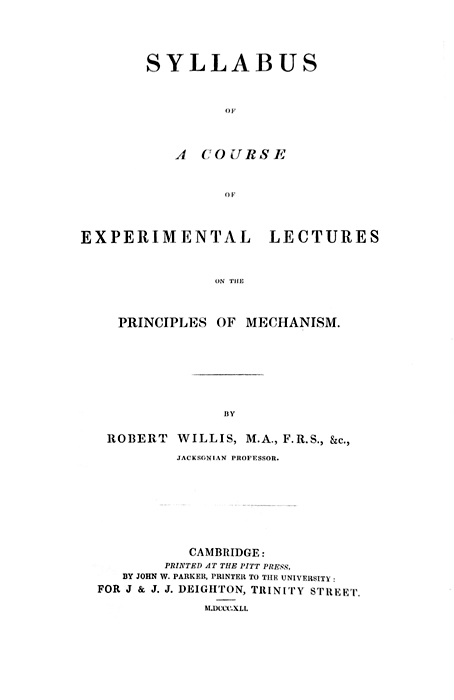 SYLLABUS
OF
A COURSE
OF
EXPERIMENTAL LECTURES
ON THE
PRINCIPLES OF MECHANISM.
BY
ROBERT WILLIS, M.A., F.R.S., &c.,
JACKSONIAN PROFESSOR.
CAMBRIDGE:
PRINTED AT THE PITT PRESS.
BY JOHN W. PARKER, PRINTER TO THE UNIVERSITY:
FOR J & J. J. DEIGHTON, TRINITY STREET.
M.DCCC.XLI.